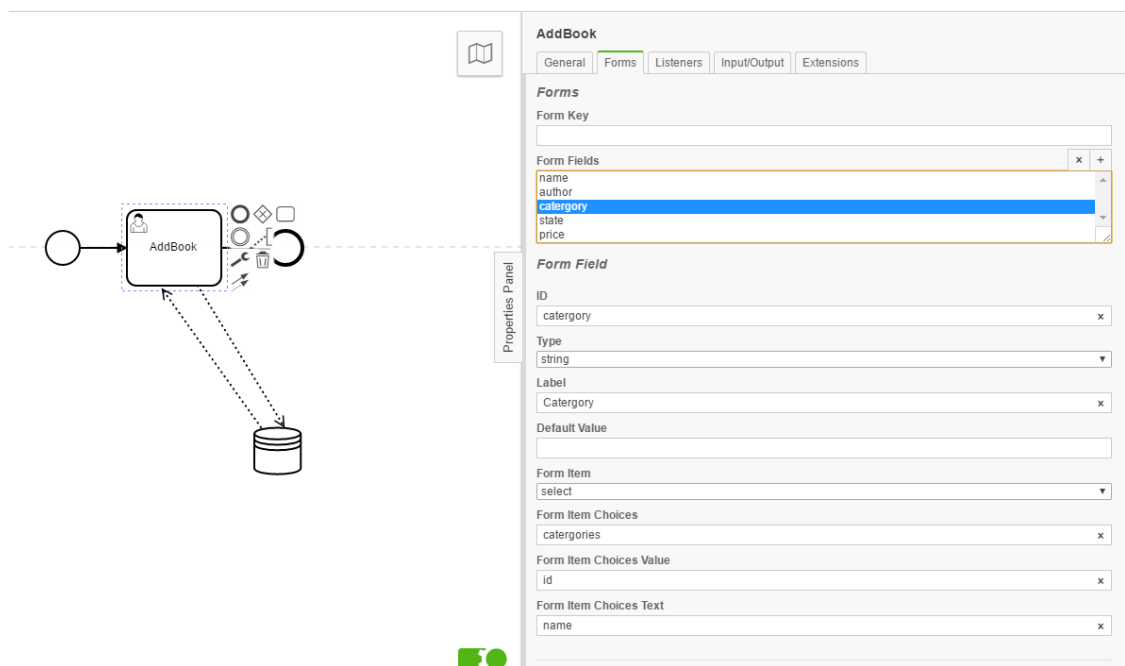 AddBook
General Forms Listeners Input/Output Extensions
Forms
Form Key
Form Fields x +
name
author
catergory
state
price
AddBook
Properties Panel
Form Field
ID
catergory x
Type
string
Label
Catergory x
Default Value
Form Item
select
Form Item Choices
catergories x
Form Item Choices Value
id x
Form Item Choices Text
name x